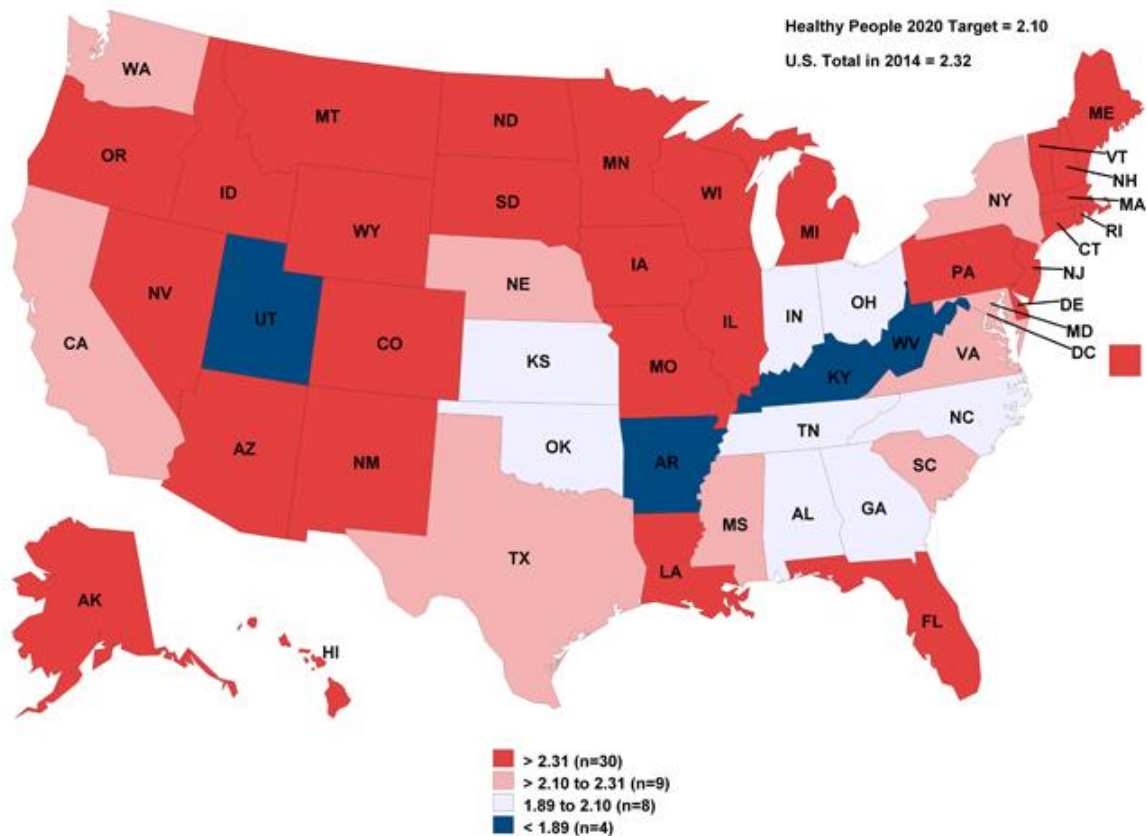 Healthy People 2020 Target = 2.10
U.S. Total in 2014 = 2.32
WA
MT
ND
MN
ME
OR
ID
SD
WI
VT
NH
MA
WY
MI
NY
RI
CT
NV
UT
NE
IA
PA
NJ
CA
CO
KS
MO
IL
IN
OH
DE
MD
DC
WV
VA
KY
AZ
NM
OK
AR
TN
NC
SC
MS
AL
GA
TX
LA
FL
AK
HI
> 2.31 (n=30)
> 2.10 to 2.31 (n=9)
1.89 to 2.10 (n=8)
< 1.89 (n=4)